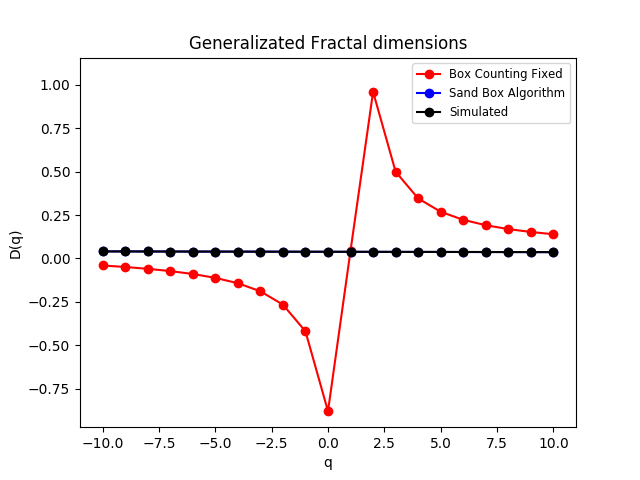 Generalizated Fractal dimensions
Box Counting Fixed
Sand Box Algorithm
Simulated
1.00
0.75
0.50
0.25
0.00
−0.25
−0.50
−0.75
D(q)
−10.0 −7.5 −5.0 −2.5 0.0 2.5 5.0 7.5 10.0
q